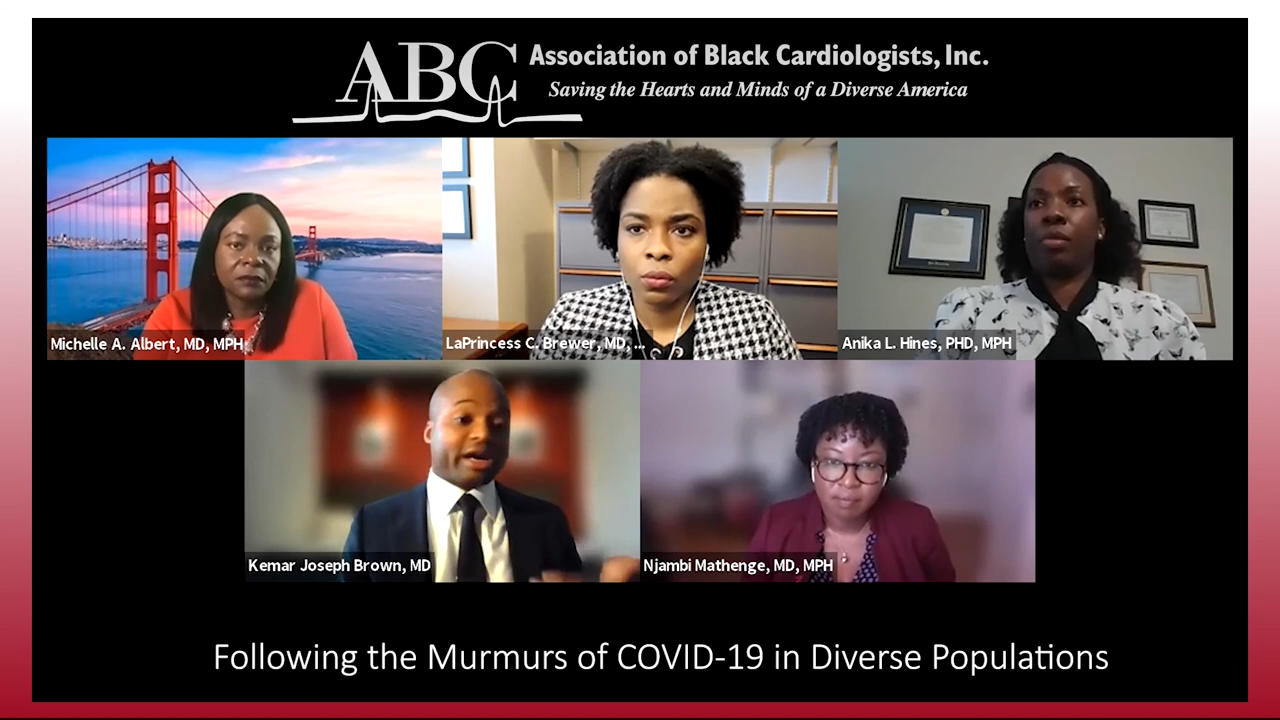 ABC
Association of Black Cardiologists, Inc.
Saving the Hearts and Minds of a Diverse America
Michelle A. Albert, MD, MPH
LaPrincess C. Brewer, MD, ...
Anika L. Hines, PHD, MPH
Kemar Joseph Brown, MD
Njambi Mathenge, MD, MPH
Following the Murmurs of COVID-19 in Diverse Populations